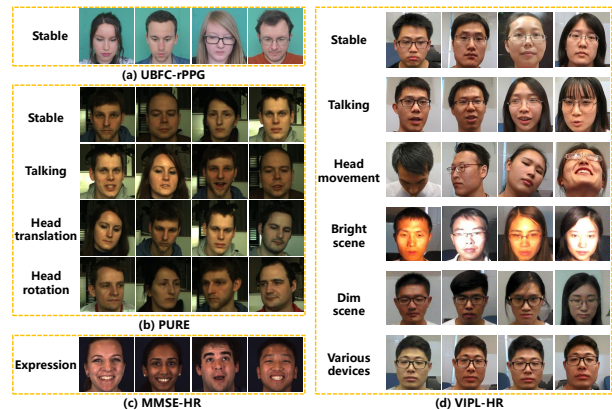 Stable
(a) UBFC-rPPG
Stable
Talking
Head
translation
Head
rotation
(b) PURE
Expression
(c) MMSE-HR
Stable
Talking
Head
movement
Bright
scene
Dim
scene
Various
devices
(d) VIPL-HR